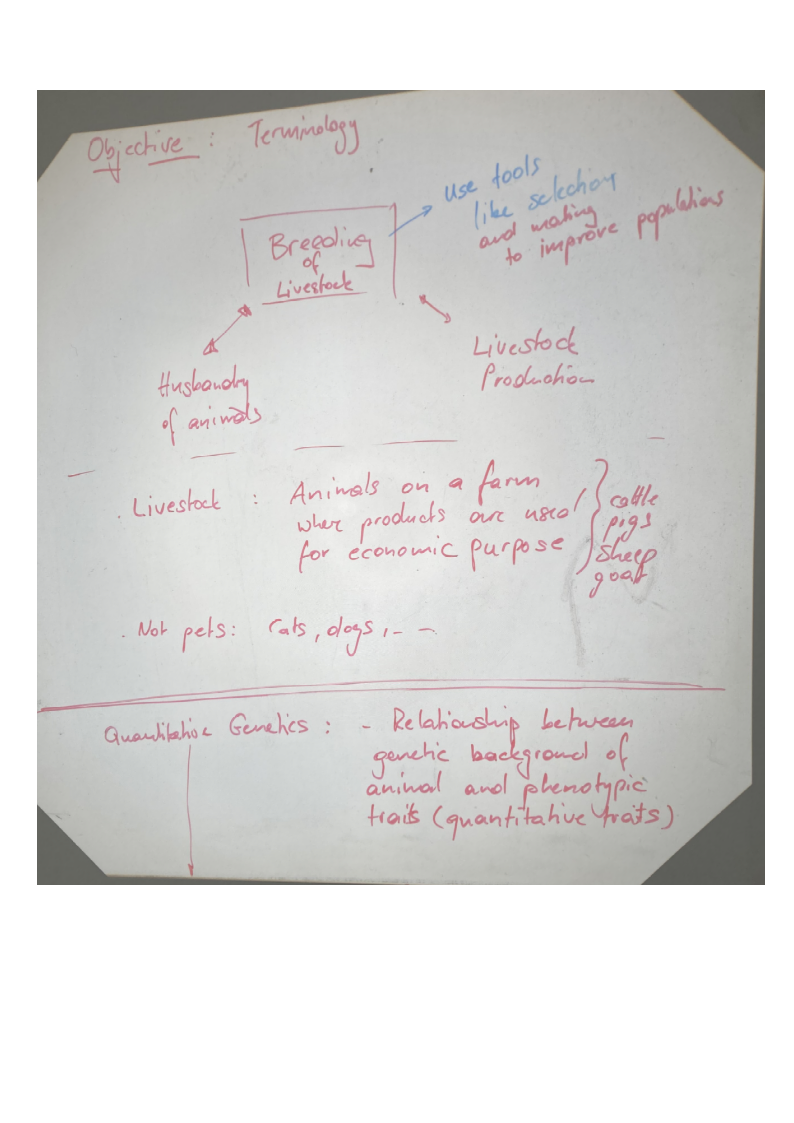 Objective : Terminology
Breeding
of
Livestock
use tools
like selection
and mating
to improve populations
Husbandry
of animals
Livestock
Production
Livestock : Animals on a farm
where products are used
for economic purpose
cattle
pigs
sheep
goat
Not pets: Cats, dogs, - -
Quantitative Genetics : - Relationship between
genetic background of
animal and phenotypic
traits (quantitative traits)